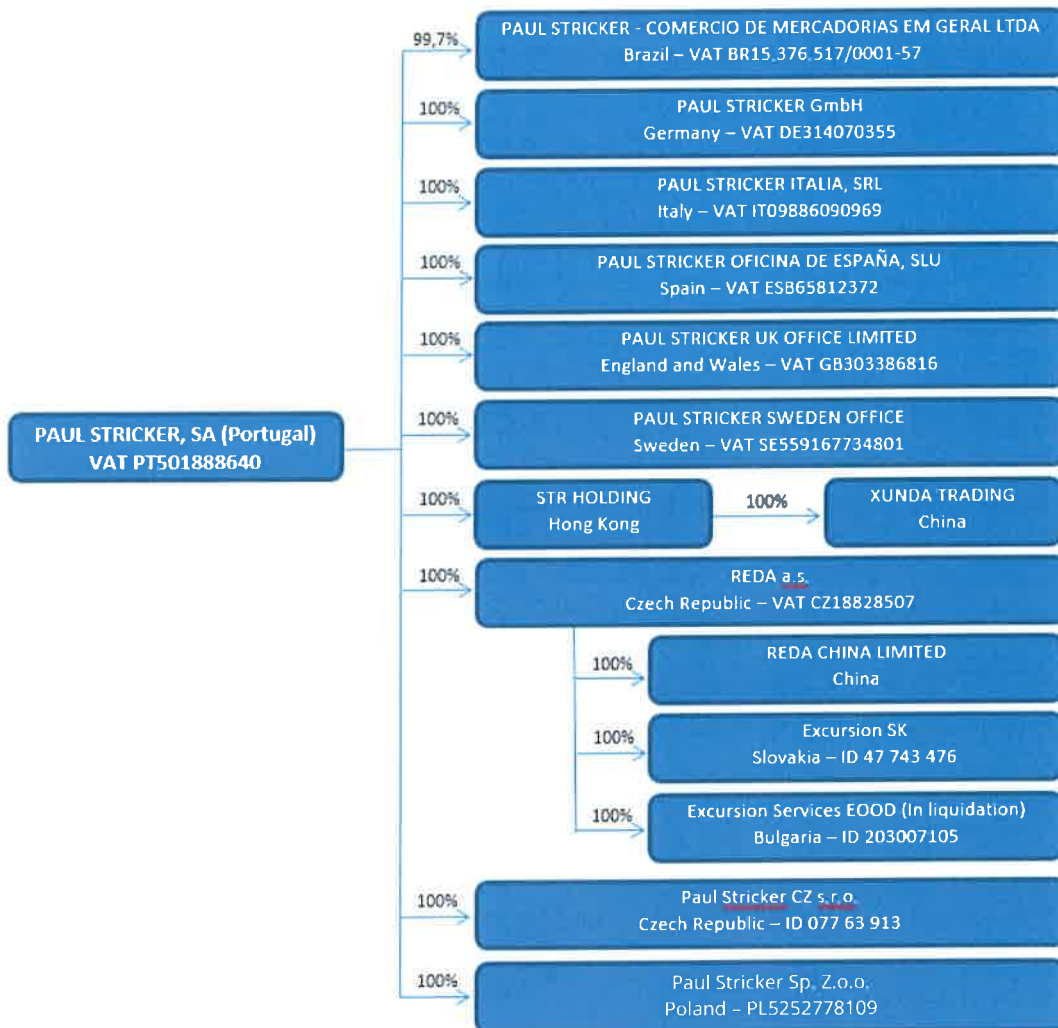 99,7%
PAUL STRICKER - COMERCIO DE MERCADORIAS EM GERAL LTDA
Brazil – VAT BR15.376.517/0001-57
100%
PAUL STRICKER GmbH
Germany – VAT DE314070355
100%
PAUL STRICKER ITALIA, SRL
Italy – VAT IT09886090969
100%
PAUL STRICKER OFICINA DE ESPAÑA, SLU
Spain – VAT ESB65812372
100%
PAUL STRICKER UK OFFICE LIMITED
England and Wales – VAT GB303386816
PAUL STRICKER, SA (Portugal)
VAT PT501888640
100%
PAUL STRICKER SWEDEN OFFICE
Sweden – VAT SE559167734801
100%
STR HOLDING
Hong Kong
100%
XUNDA TRADING
China
100%
REDA a.s.
Czech Republic – VAT CZ18828507
100%
REDA CHINA LIMITED
China
100%
Excursion SK
Slovakia – ID 47 743 476
100%
Excursion Services EOOD (In liquidation)
Bulgaria – ID 203007105
100%
Paul Stricker CZ s.r.o.
Czech Republic – ID 077 63 913
100%
Paul Stricker Sp. Z.o.o.
Poland – PL5252778109